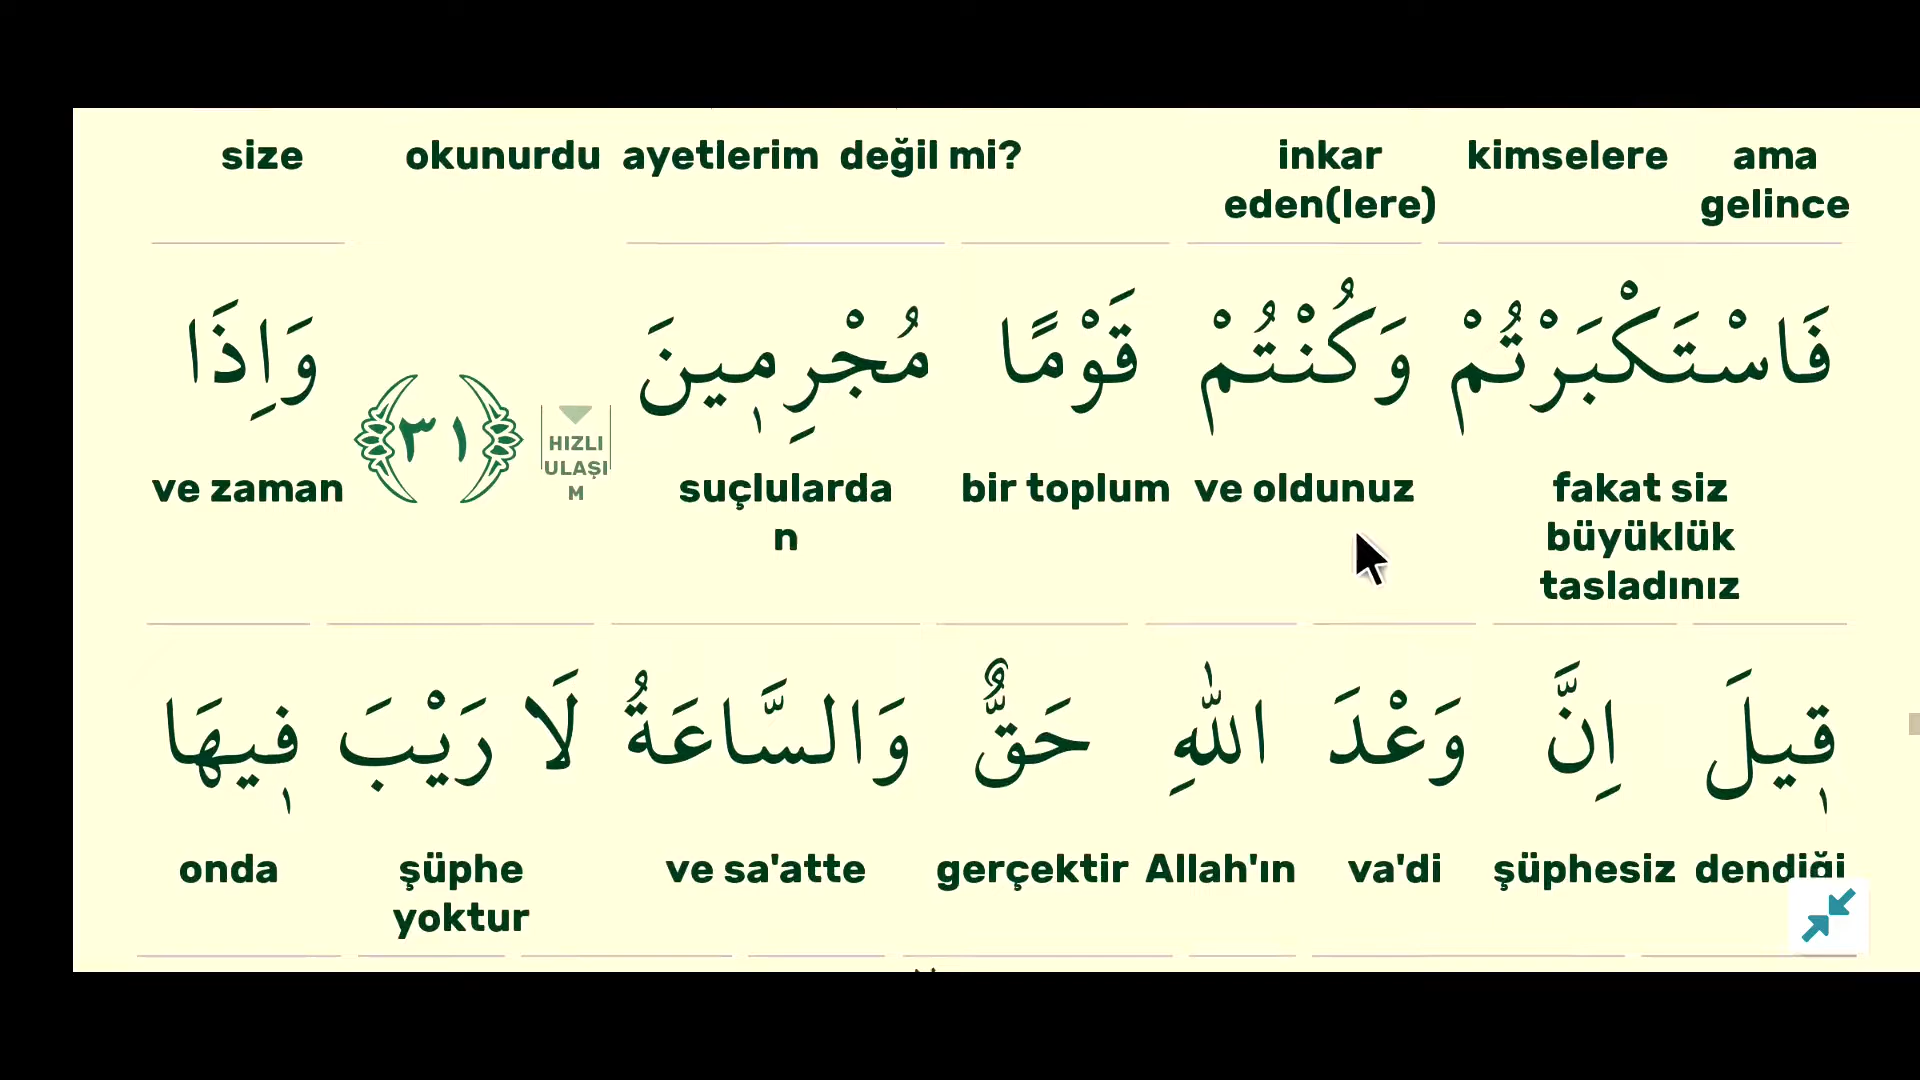 size okunurdu ayetlerim değil mi? inkar eden(lere) kimselere ama gelince
فَاسْتَكْبَرْتُمْ وَكُنْتُمْ قَوْمًا مُجْرِم۪ينَ ﴿٣١﴾ وَاِذَا
HIZLI
ULAŞI
M
ve zaman suçlularda bir toplum ve oldunuz fakat siz
n büyüklük
tasladınız
ق۪يلَ اِنَّ وَعْدَ اللّٰهِ حَقٌّ وَالسَّاعَةُ لَا رَيْبَ ف۪يهَا
onda şüphe yoktur ve sa'atte gerçektir Allah'ın va'di şüphesiz dendiği